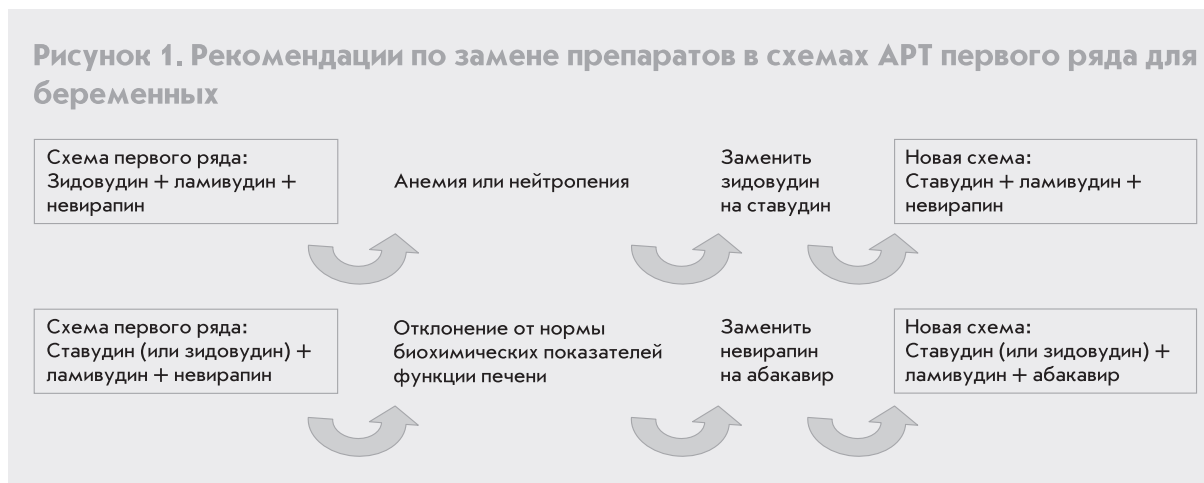 Рисунок 1. Рекомендации по замене препаратов в схемах АРТ первого ряда для
беременных
Схема первого ряда:
Зидовудин + ламивудин +
невирапин
Анемия или нейтропения
Заменить
зидовудин
на ставудин
Новая схема:
Ставудин + ламивудин +
невирапин
Схема первого ряда:
Ставудин (или зидовудин) +
ламивудин + невирапин
Отклонение от нормы
биохимических показателей
функции печени
Заменить
невирапин
на абакавир
Новая схема:
Ставудин (или зидовудин) +
ламивудин + абакавир